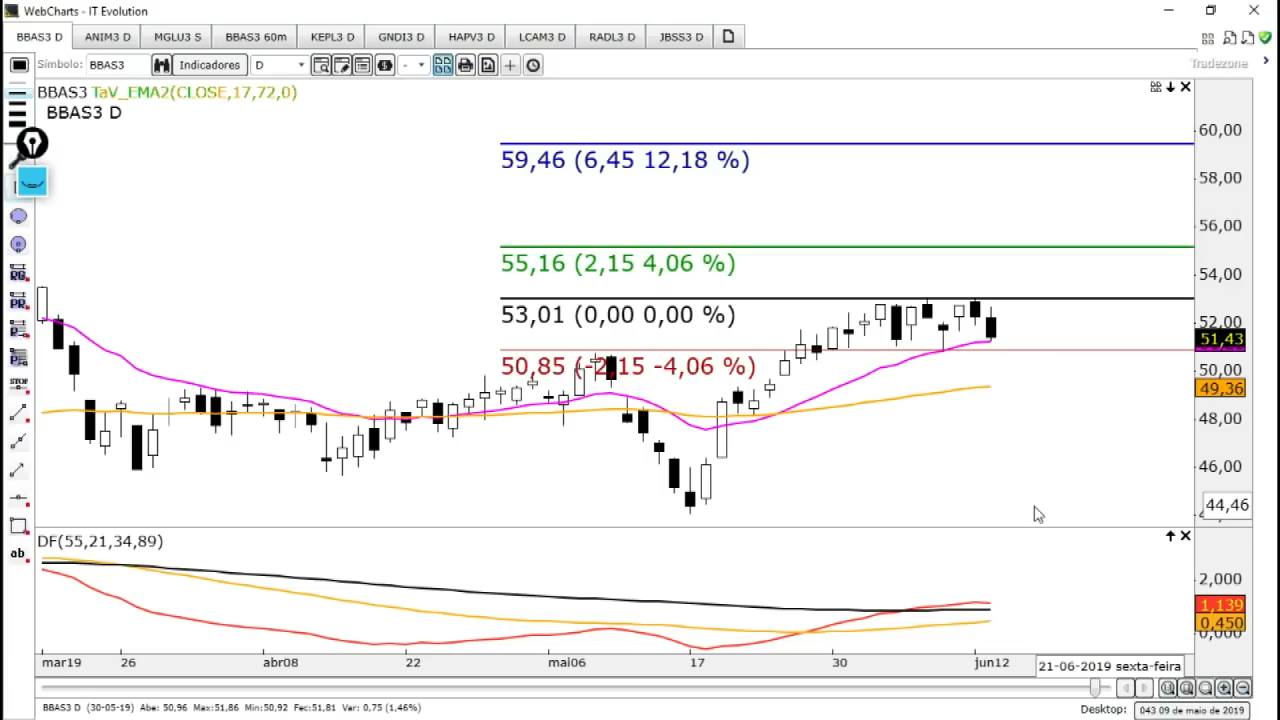 WebCharts - IT Evolution
BBAS3 D ANIM3 D MGLU3 S BBAS3 60m KEPL3 D GNDI3 D HAPV3 D LCAM3 D RADL3 D JBSS3 D
Símbolo: BBAS3 Indicadores D -
Tradezone
BBAS3 TaV_EMA2(CLOSE,17,72,0)
BBAS3 D
60,00
59,46 (6,45 12,18 %)
58,00
56,00
55,16 (2,15 4,06 %)
54,00
53,01 (0,00 0,00 %)
52,00
51,43
50,85 (-2,15 -4,06 %)
50,00
49,36
48,00
46,00
44,46
RG
PR
STOP
ab
DF(55,21,34,89)
2,000
1,139
0,450
0,000
mar19 26 abr08 22 mai06 17 30 jun12
21-06-2019 sexta-feira
BBAS3 D (30-05-19) Abe: 50,96 Max:51,86 Min:50,92 Fec:51,81 Var: 0,75 (1,46%)
Desktop: 043 09 de maio de 2019